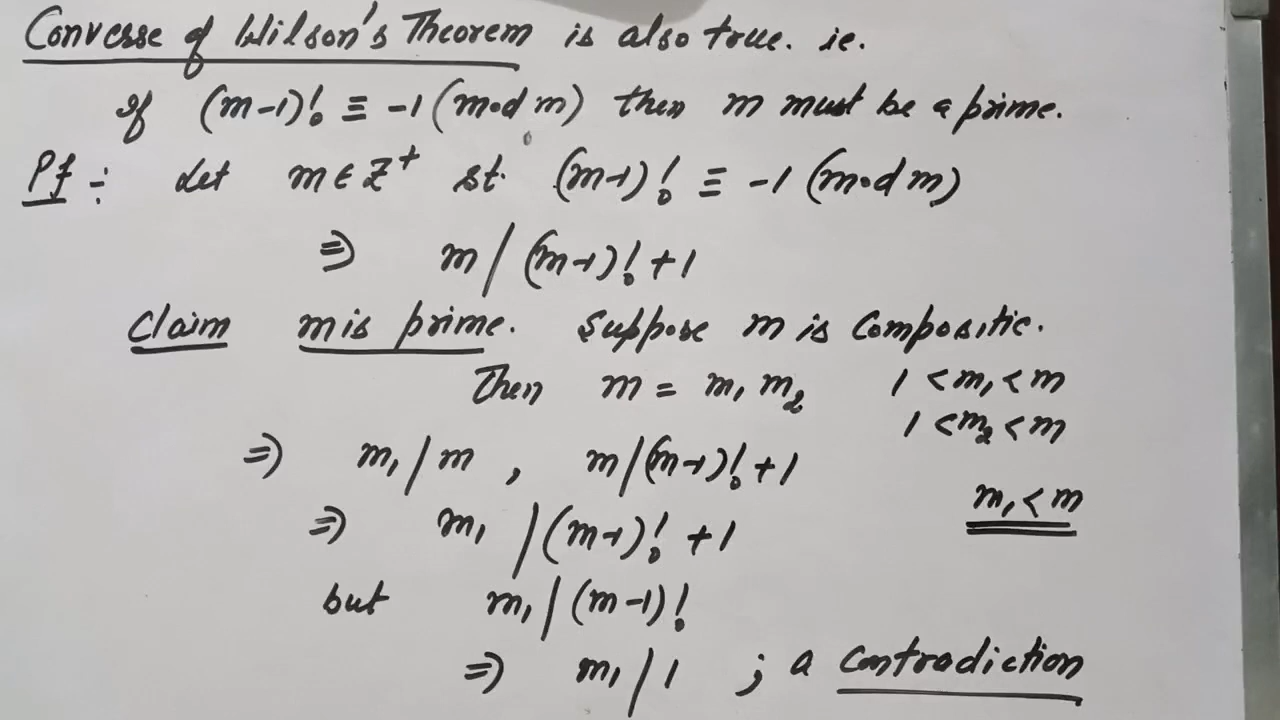 Converse of Wilson's Theorem is also true. ie.
If (m-1)! ≡ -1 (mod m) then m must be a prime.
Pf :- Let m ∈ Z⁺ st. (m-1)! ≡ -1 (mod m)
⇒ m / (m-1)! + 1
Claim m is prime. Suppose m is Compositie.
Then m = m₁ m₂ 1 < m₁ < m
1 < m₂ < m
⇒ m₁ / m , m / (m-1)! + 1
m₁ < m
⇒ m₁ / (m-1)! + 1
but m₁ / (m-1)!
⇒ m₁ / 1 ; a contradiction